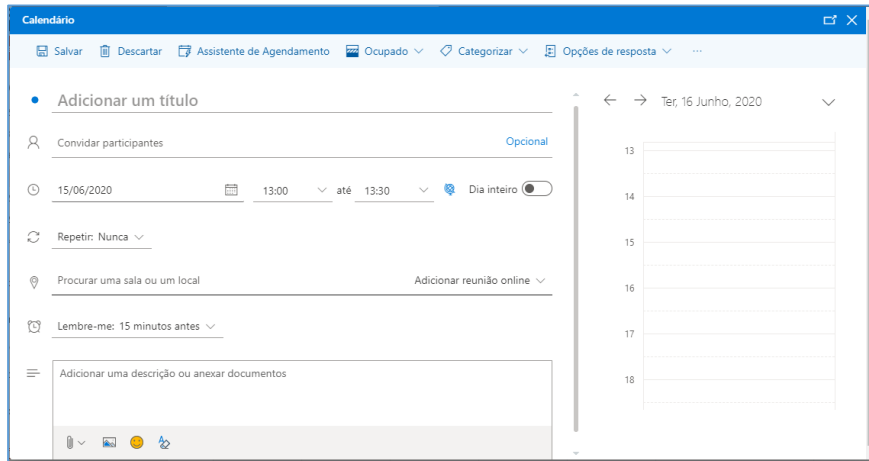 Calendário
Salvar Descartar Assistente de Agendamento Ocupado Categorizar Opções de resposta ...
Adicionar um título
Convidar participantes Opcional
15/06/2020 13:00 até 13:30 Dia inteiro
Repetir: Nunca
Procurar uma sala ou um local Adicionar reunião online
Lembre-me: 15 minutos antes
Adicionar uma descrição ou anexar documentos
Ter, 16 Junho, 2020
13
14
15
16
17
18